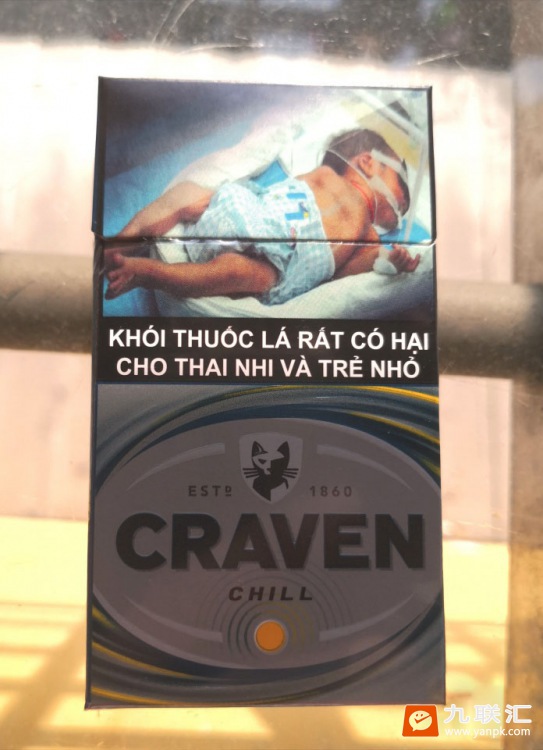 KHÓI THUỐC LÁ RẤT CÓ HẠI
CHO THAI NHI VÀ TRẺ NHỎ
ESTD 1860
CRAVEN
CHILL
九联汇
www.yanpk.com